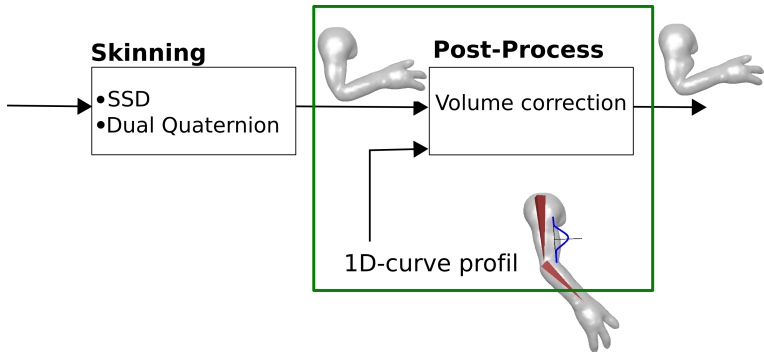 Skinning
•SSD
•Dual Quaternion
Post-Process
Volume correction
1D-curve profil